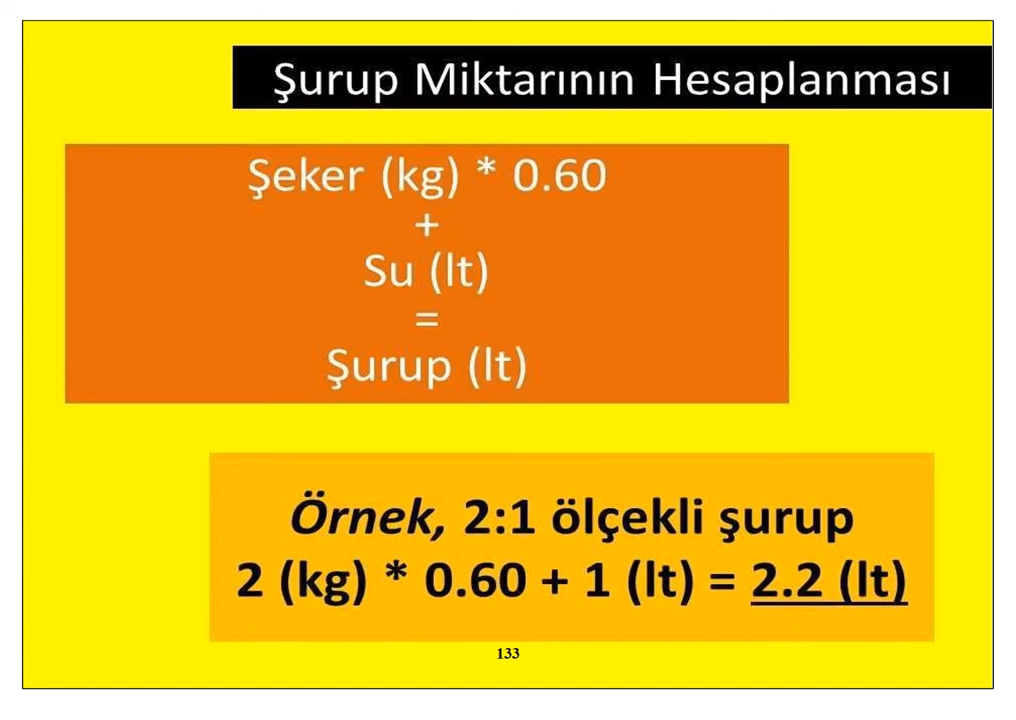 Şurup Miktarının Hesaplanması
Şeker (kg) * 0.60
+
Su (lt)
=
Şurup (lt)
Örnek, 2:1 ölçekli şurup
2 (kg) * 0.60 + 1 (lt) = 2.2 (lt)
133